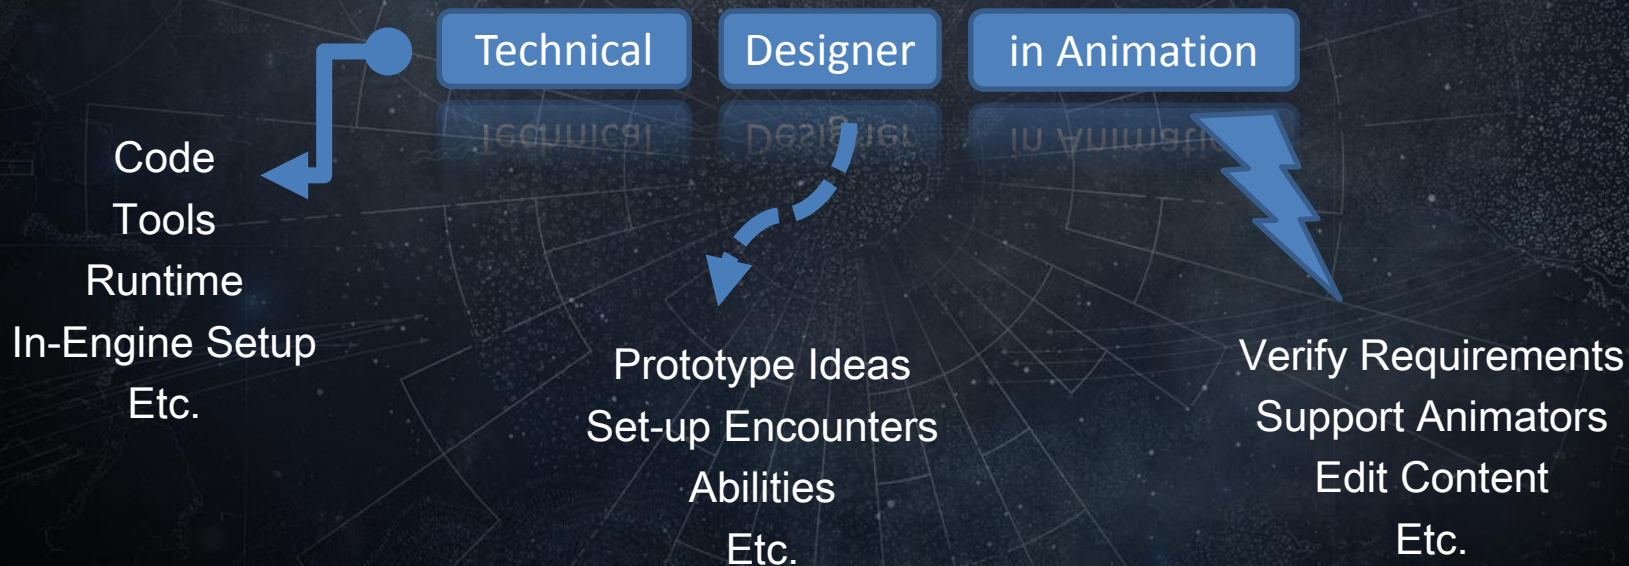 Technical Designer in Animation
Code
Tools
Runtime
In-Engine Setup
Etc.
Prototype Ideas
Set-up Encounters
Abilities
Etc.
Verify Requirements
Support Animators
Edit Content
Etc.